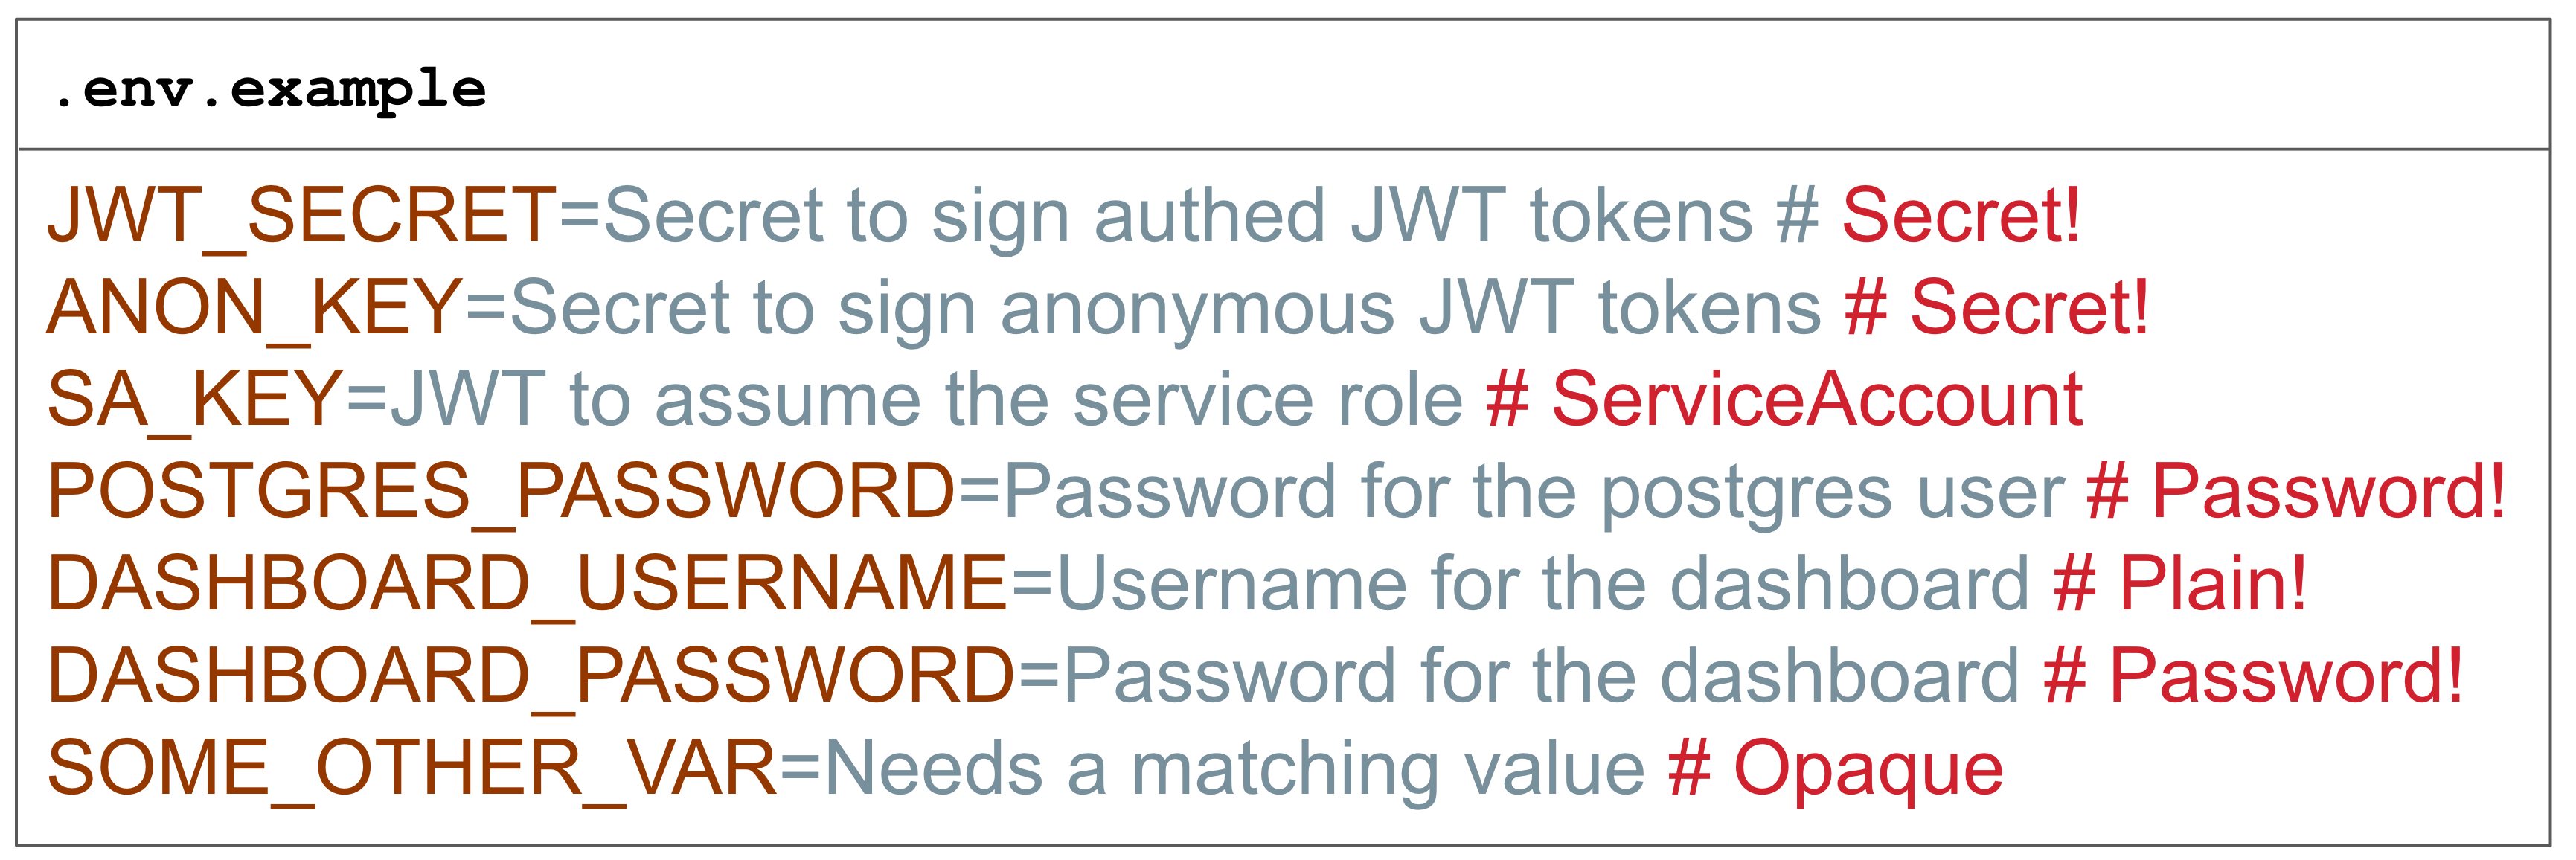 .env.example
JWT_SECRET=Secret to sign authed JWT tokens # Secret!
ANON_KEY=Secret to sign anonymous JWT tokens # Secret!
SA_KEY=JWT to assume the service role # ServiceAccount
POSTGRES_PASSWORD=Password for the postgres user # Password!
DASHBOARD_USERNAME=Username for the dashboard # Plain!
DASHBOARD_PASSWORD=Password for the dashboard # Password!
SOME_OTHER_VAR=Needs a matching value # Opaque